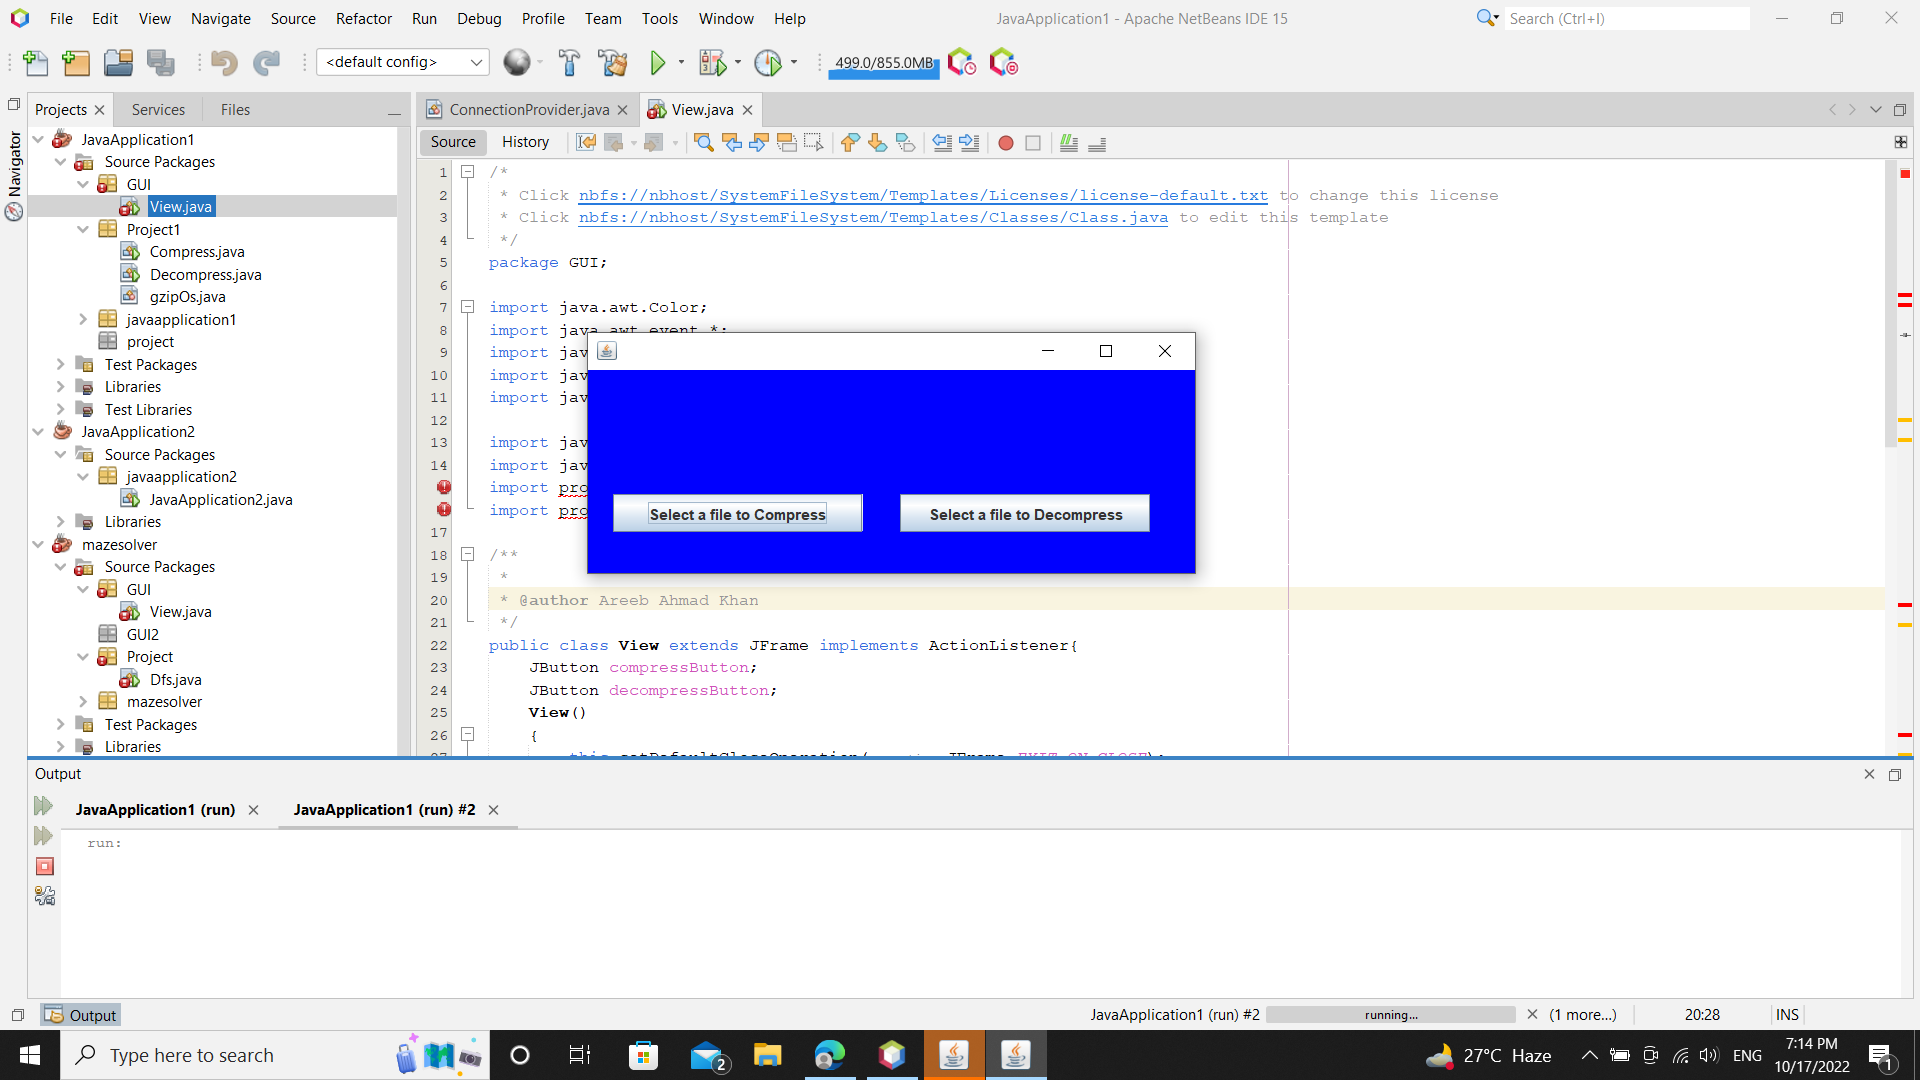 File Edit View Navigate Source Refactor Run Debug Profile Team Tools Window Help
JavaApplication1 - Apache NetBeans IDE 15
Search (Ctrl+I)
<default config>
499.0/855.0MB
Projects Services Files
ConnectionProvider.java View.java
Navigator
Source History
JavaApplication1
Source Packages
GUI
View.java
Project1
Compress.java
Decompress.java
gzipOs.java
javaapplication1
project
Test Packages
Libraries
Test Libraries
JavaApplication2
Source Packages
javaapplication2
JavaApplication2.java
Libraries
mazesolver
Source Packages
GUI
View.java
GUI2
Project
Dfs.java
mazesolver
Test Packages
Libraries
1 /*
2 * Click nbfs://nbhost/SystemFileSystem/Templates/Licenses/license-default.txt to change this license
3 * Click nbfs://nbhost/SystemFileSystem/Templates/Classes/Class.java to edit this template
4 */
5 package GUI;
6
7 import java.awt.Color;
8 import java.awt.event.*;
9 import jav
10 import jav
11 import jav
12
13 import jav
14 import jav
import pro
import pro
17
18 /**
19 *
20 * @author Areeb Ahmad Khan
21 */
22 public class View extends JFrame implements ActionListener{
23 JButton compressButton;
24 JButton decompressButton;
25 View()
26 {
27 this.setDefaultCloseOperation( JFrame.EXIT_ON_CLOSE);
Select a file to Compress
Select a file to Decompress
Output
JavaApplication1 (run) JavaApplication1 (run) #2
run:
Output
JavaApplication1 (run) #2 running... (1 more...) 20:28 INS
Type here to search
2
27°C Haze
ENG
7:14 PM
10/17/2022
1